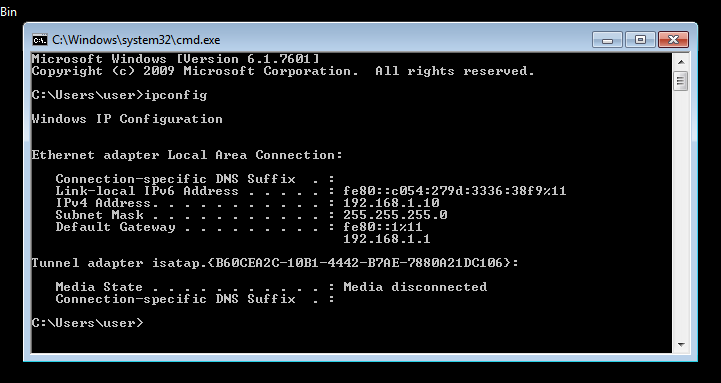 Bin
C:\Windows\system32\cmd.exe
Microsoft Windows [Version 6.1.7601]
Copyright (c) 2009 Microsoft Corporation.  All rights reserved.
C:\Users\user>ipconfig
Windows IP Configuration
Ethernet adapter Local Area Connection:
   Connection-specific DNS Suffix  . :
   Link-local IPv6 Address . . . . . : fe80::c054:279d:3336:38f9%11
   IPv4 Address. . . . . . . . . . . : 192.168.1.10
   Subnet Mask . . . . . . . . . . . : 255.255.255.0
   Default Gateway . . . . . . . . . : fe80::1%11
                                       192.168.1.1
Tunnel adapter isatap.{B60CEA2C-10B1-4442-B7AE-7880A21DC106}:
   Media State . . . . . . . . . . . : Media disconnected
   Connection-specific DNS Suffix  . :
C:\Users\user>